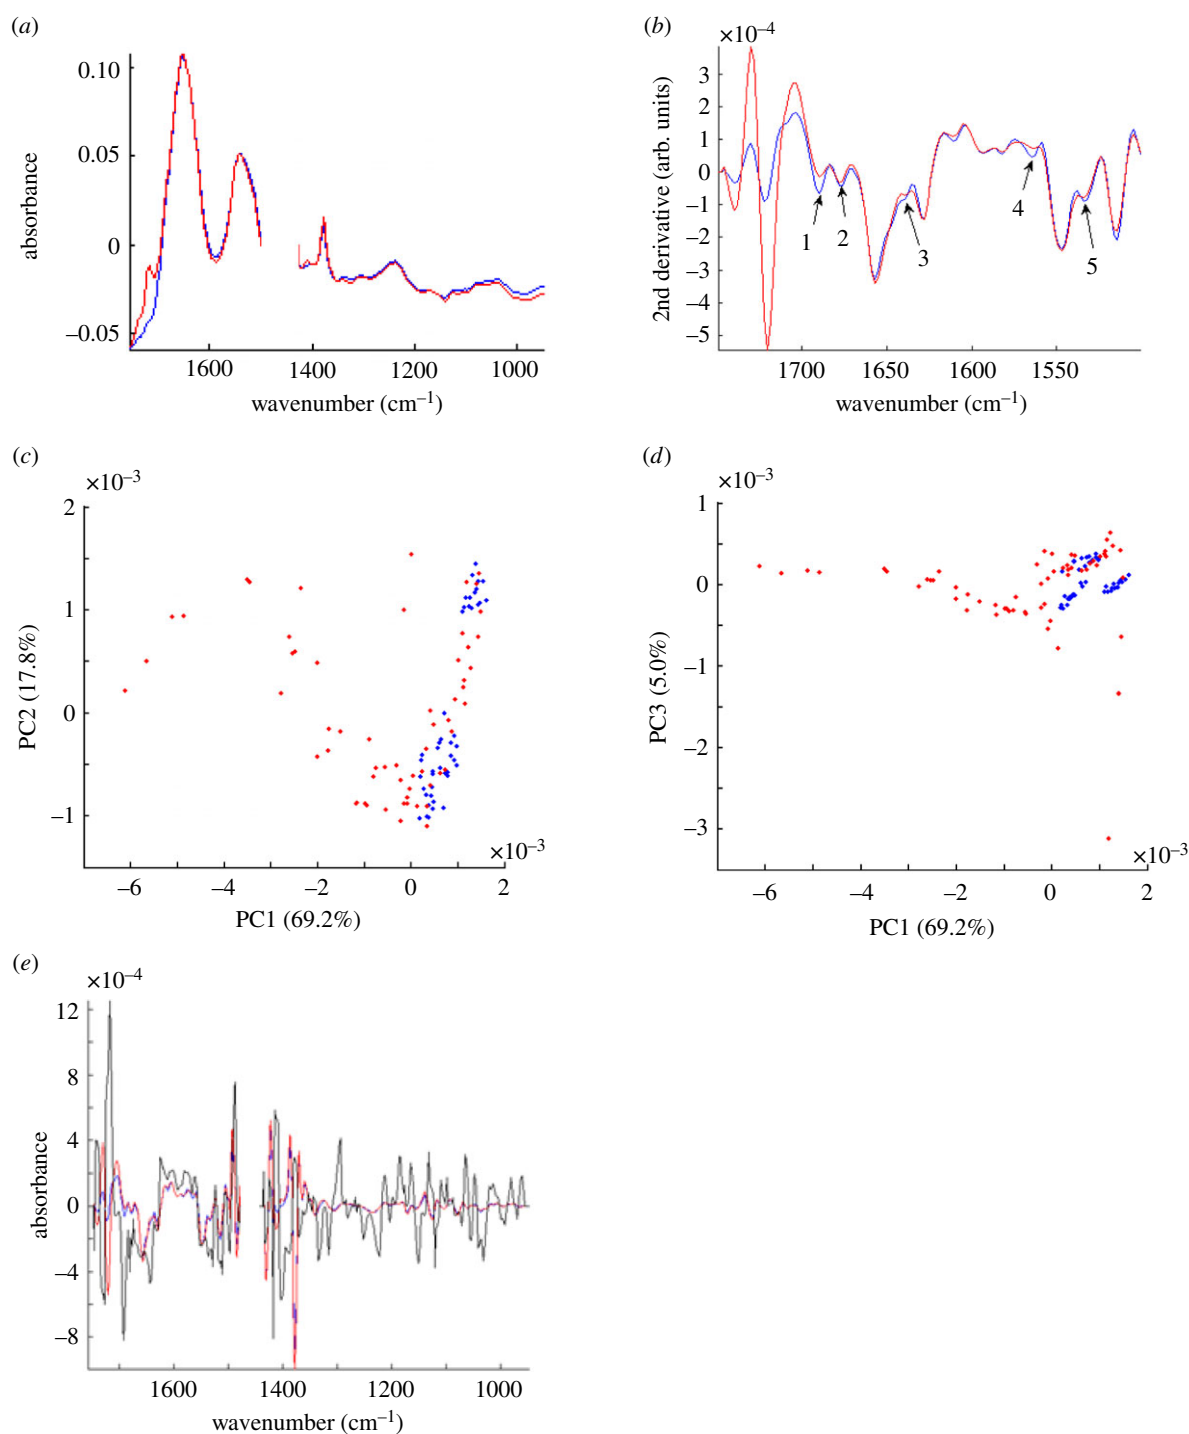 (a)
0.10
0.05
0
–0.05
absorbance
1600 1400 1200 1000
wavenumber (cm–1)
(b)
×10–4
3
2
1
0
–1
–2
–3
–4
–5
2nd derivative (arb. units)
1 2 3 4 5
1700 1650 1600 1550
wavenumber (cm–1)
(c)
×10–3
2
1
0
–1
PC2 (17.8%)
×10–3
–6 –4 –2 0 2
PC1 (69.2%)
(d)
×10–3
1
0
–1
–2
–3
PC3 (5.0%)
×10–3
–6 –4 –2 0 2
PC1 (69.2%)
(e)
×10–4
12
8
4
0
–4
–8
absorbance
1600 1400 1200 1000
wavenumber (cm–1)